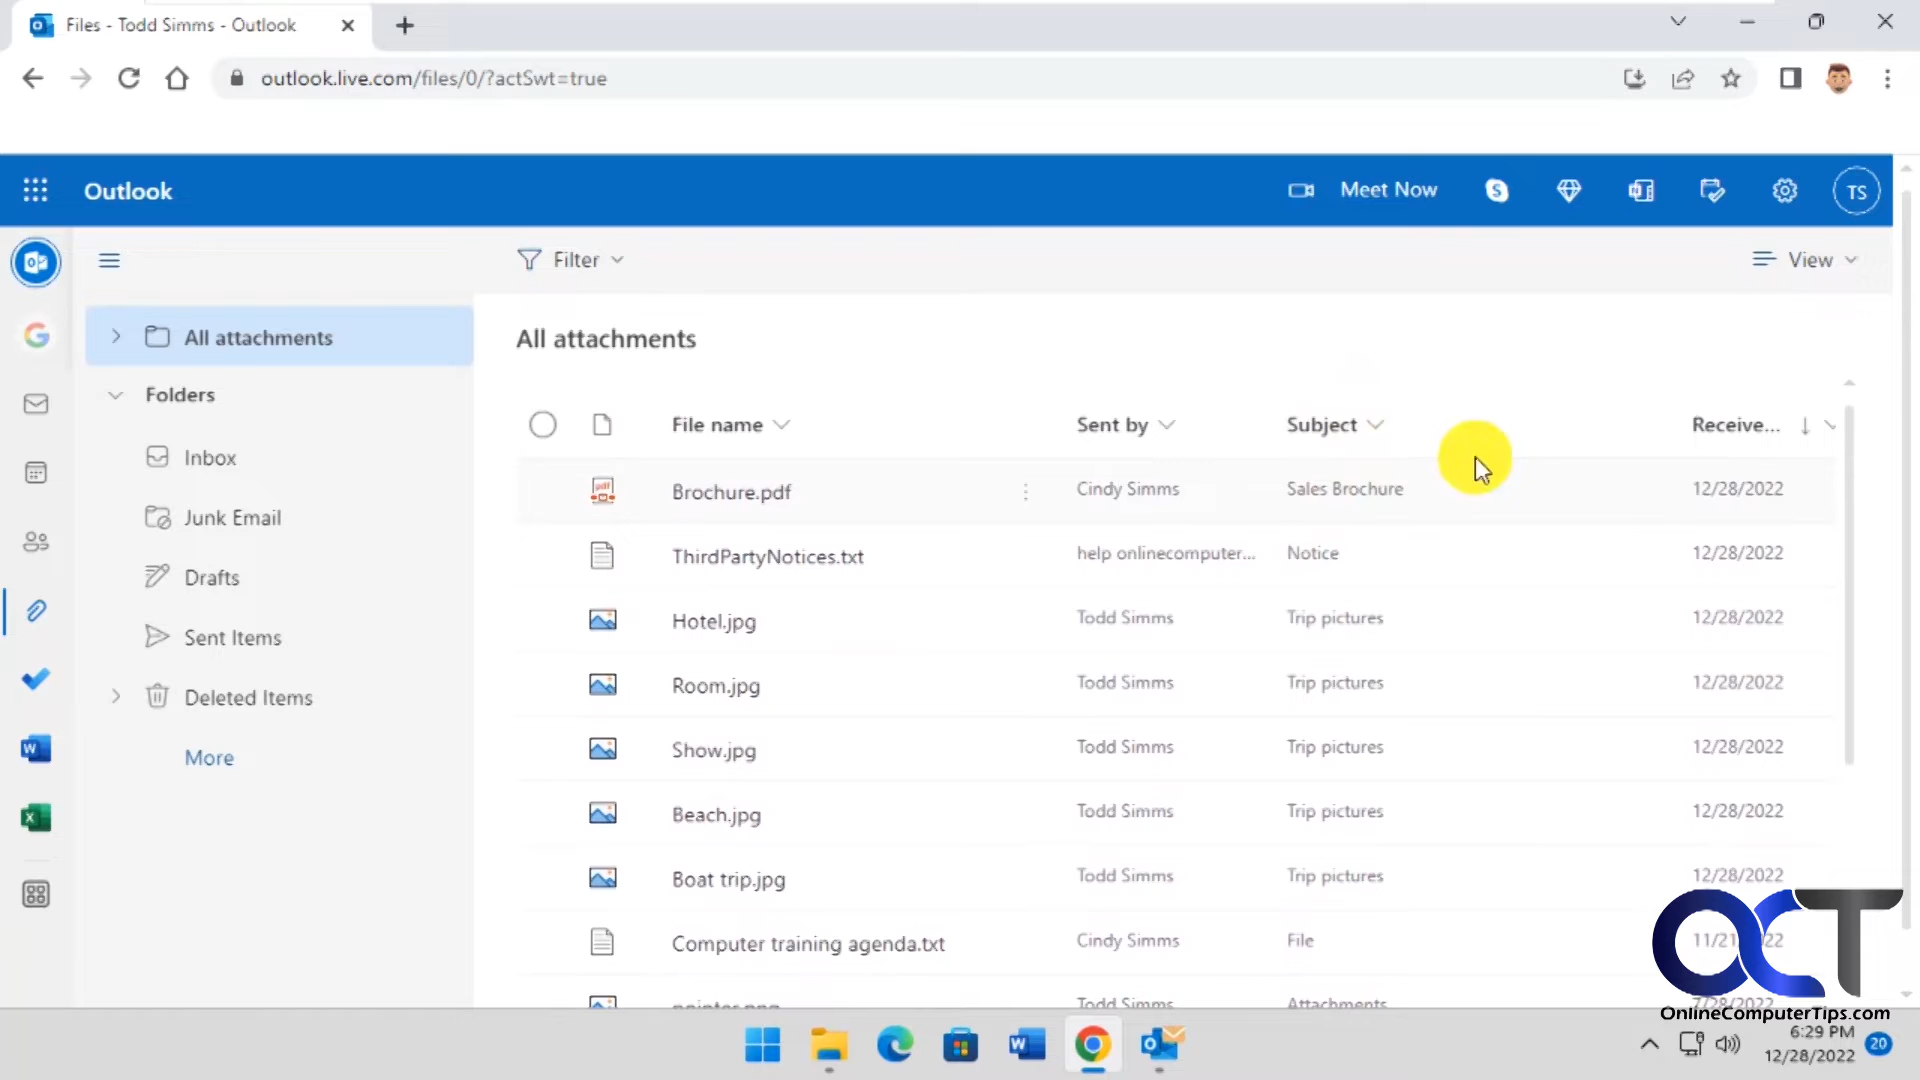 Files - Todd Simms - Outlook
outlook.live.com/files/0/?actSwt=true
Outlook
Meet Now
TS
Filter
View
All attachments
Folders
Inbox
Junk Email
Drafts
Sent Items
Deleted Items
More
All attachments
File name Sent by Subject Receive...
Brochure.pdf Cindy Simms Sales Brochure 12/28/2022
ThirdPartyNotices.txt help onlinecomputer... Notice 12/28/2022
Hotel.jpg Todd Simms Trip pictures 12/28/2022
Room.jpg Todd Simms Trip pictures 12/28/2022
Show.jpg Todd Simms Trip pictures 12/28/2022
Beach.jpg Todd Simms Trip pictures 12/28/2022
Boat trip.jpg Todd Simms Trip pictures 12/28/2022
Computer training agenda.txt Cindy Simms File
Todd Simms Attachments 7/28/2022
OCT
OnlineComputerTips.com
6:29 PM
12/28/2022
20